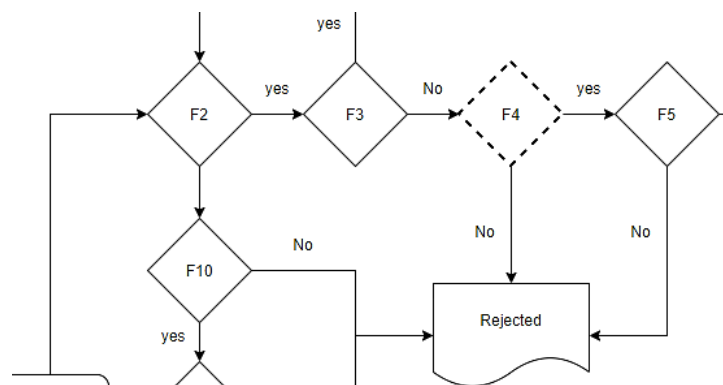 yes
F2
yes
F3
No
F4
yes
F5
No
No
F10
No
Rejected
yes